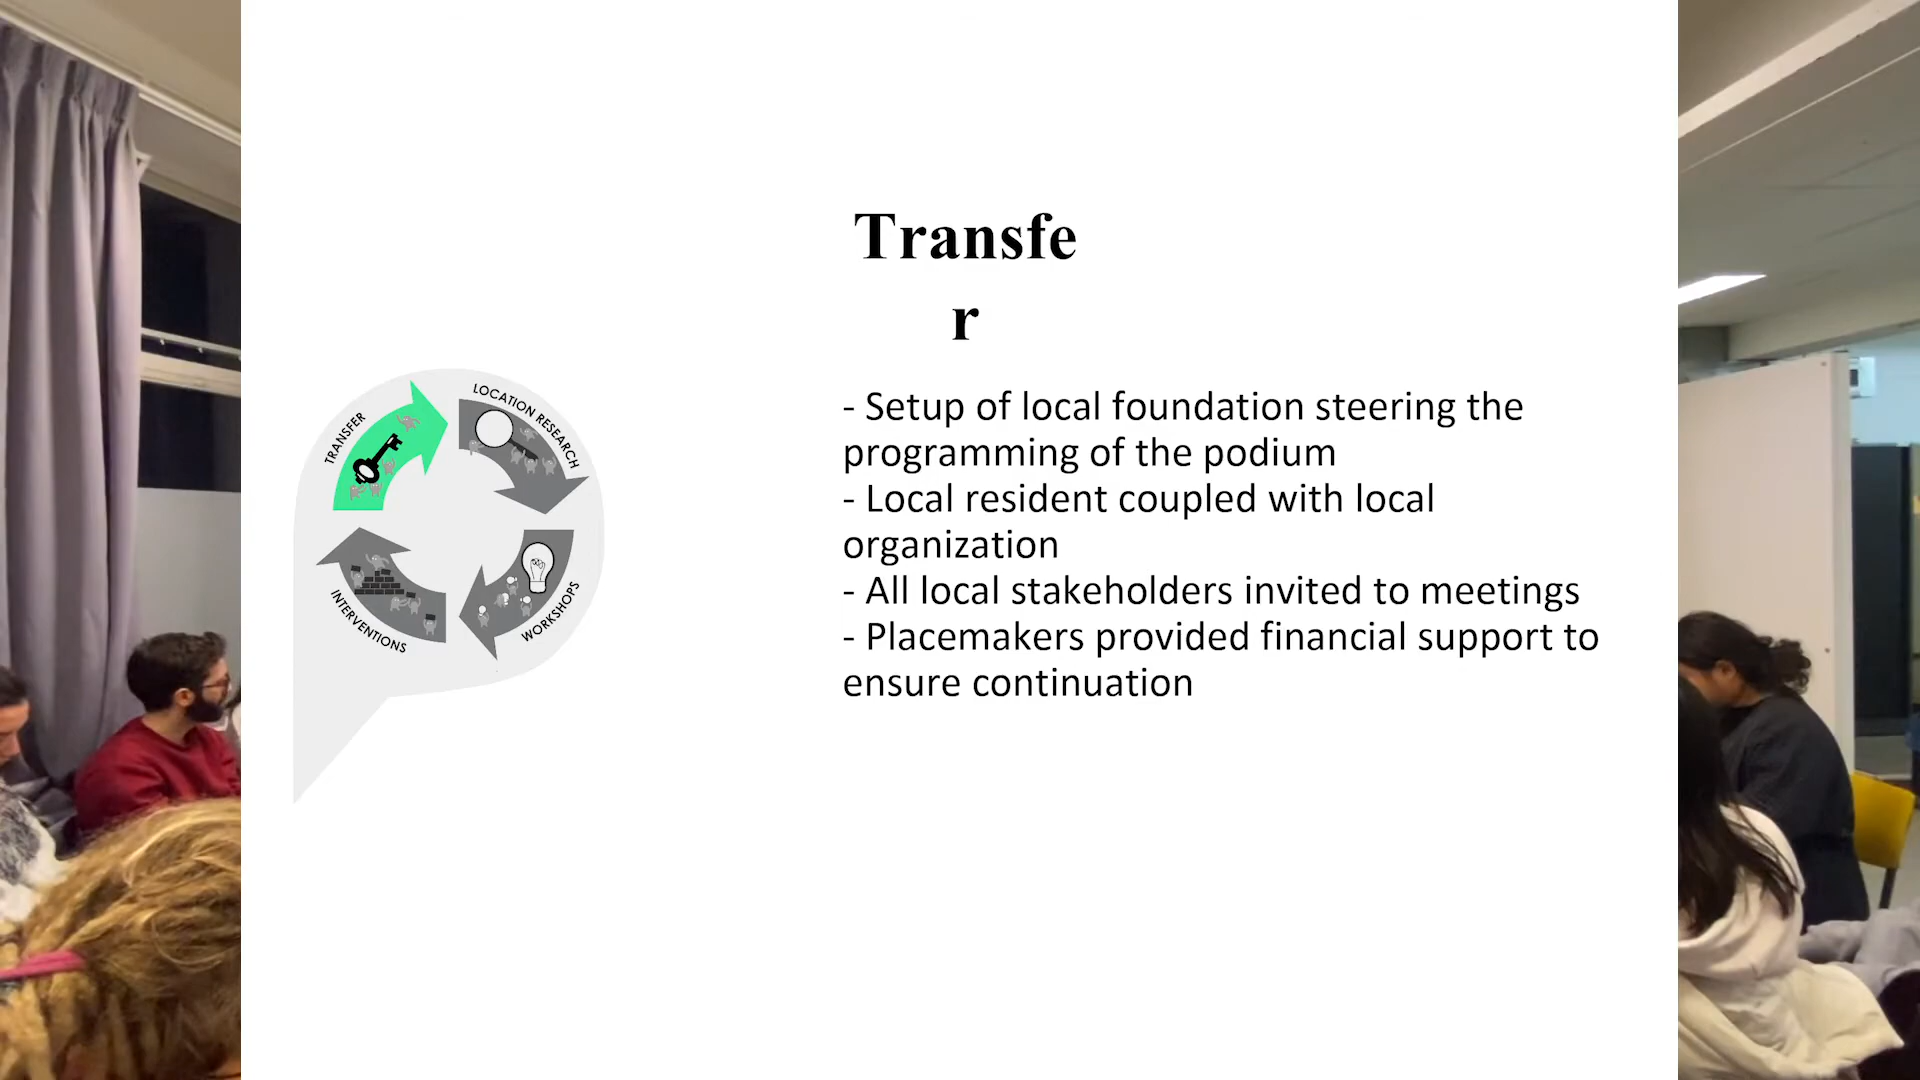 Transfe
r
TRANSFER
LOCATION RESEARCH
INTERVENTIONS
WORKSHOPS
- Setup of local foundation steering the
programming of the podium
- Local resident coupled with local
organization
- All local stakeholders invited to meetings
- Placemakers provided financial support to
ensure continuation